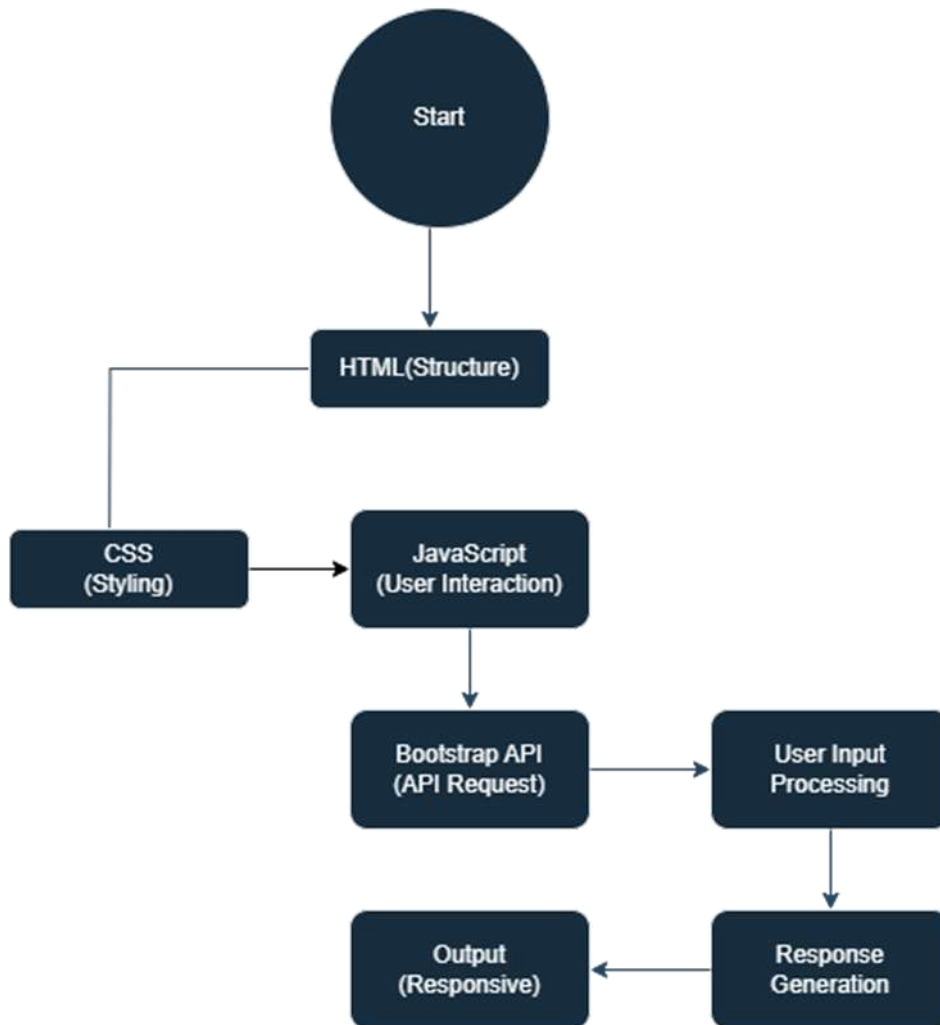 Start
HTML(Structure)
CSS
(Styling)
JavaScript
(User Interaction)
Bootstrap API
(API Request)
User Input
Processing
Response
Generation
Output
(Responsive)